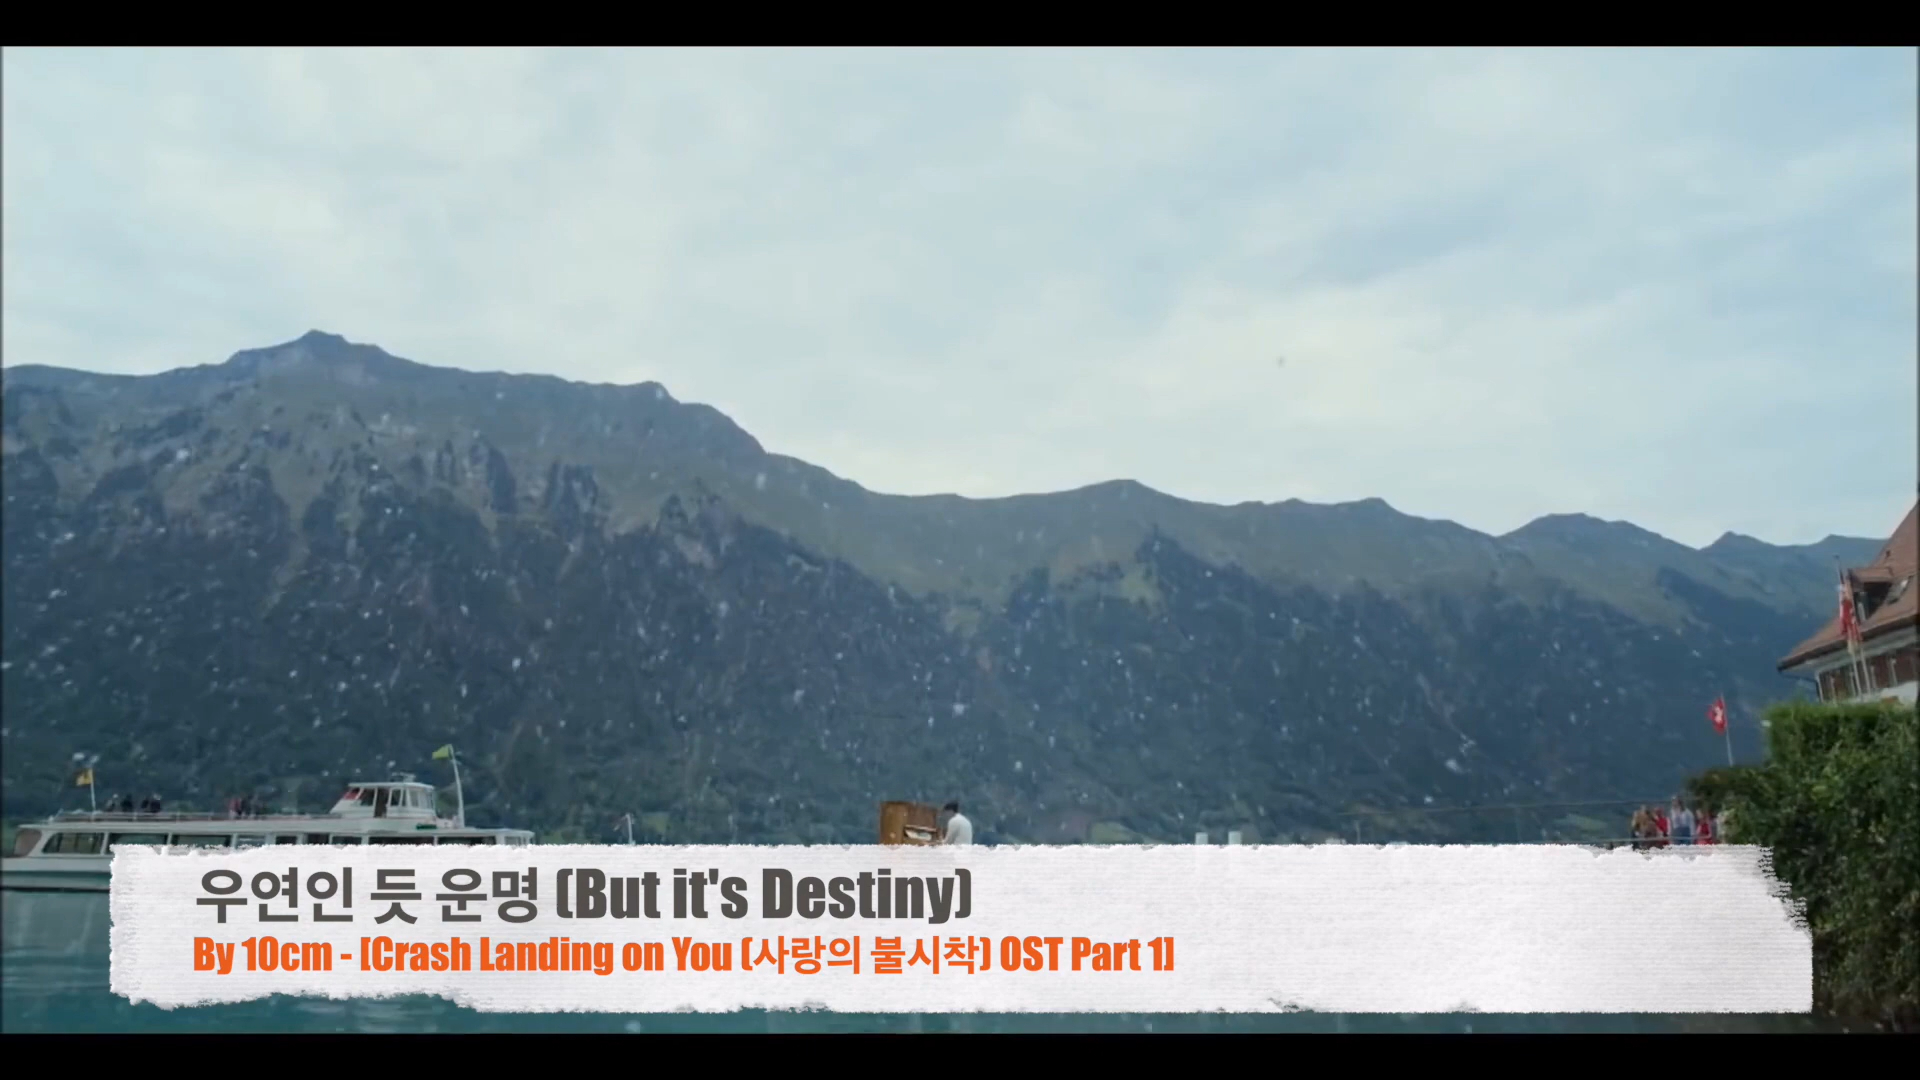 우연인 듯 운명 (But it's Destiny)
By 10cm - [Crash Landing on You (사랑의 불시착) OST Part 1]